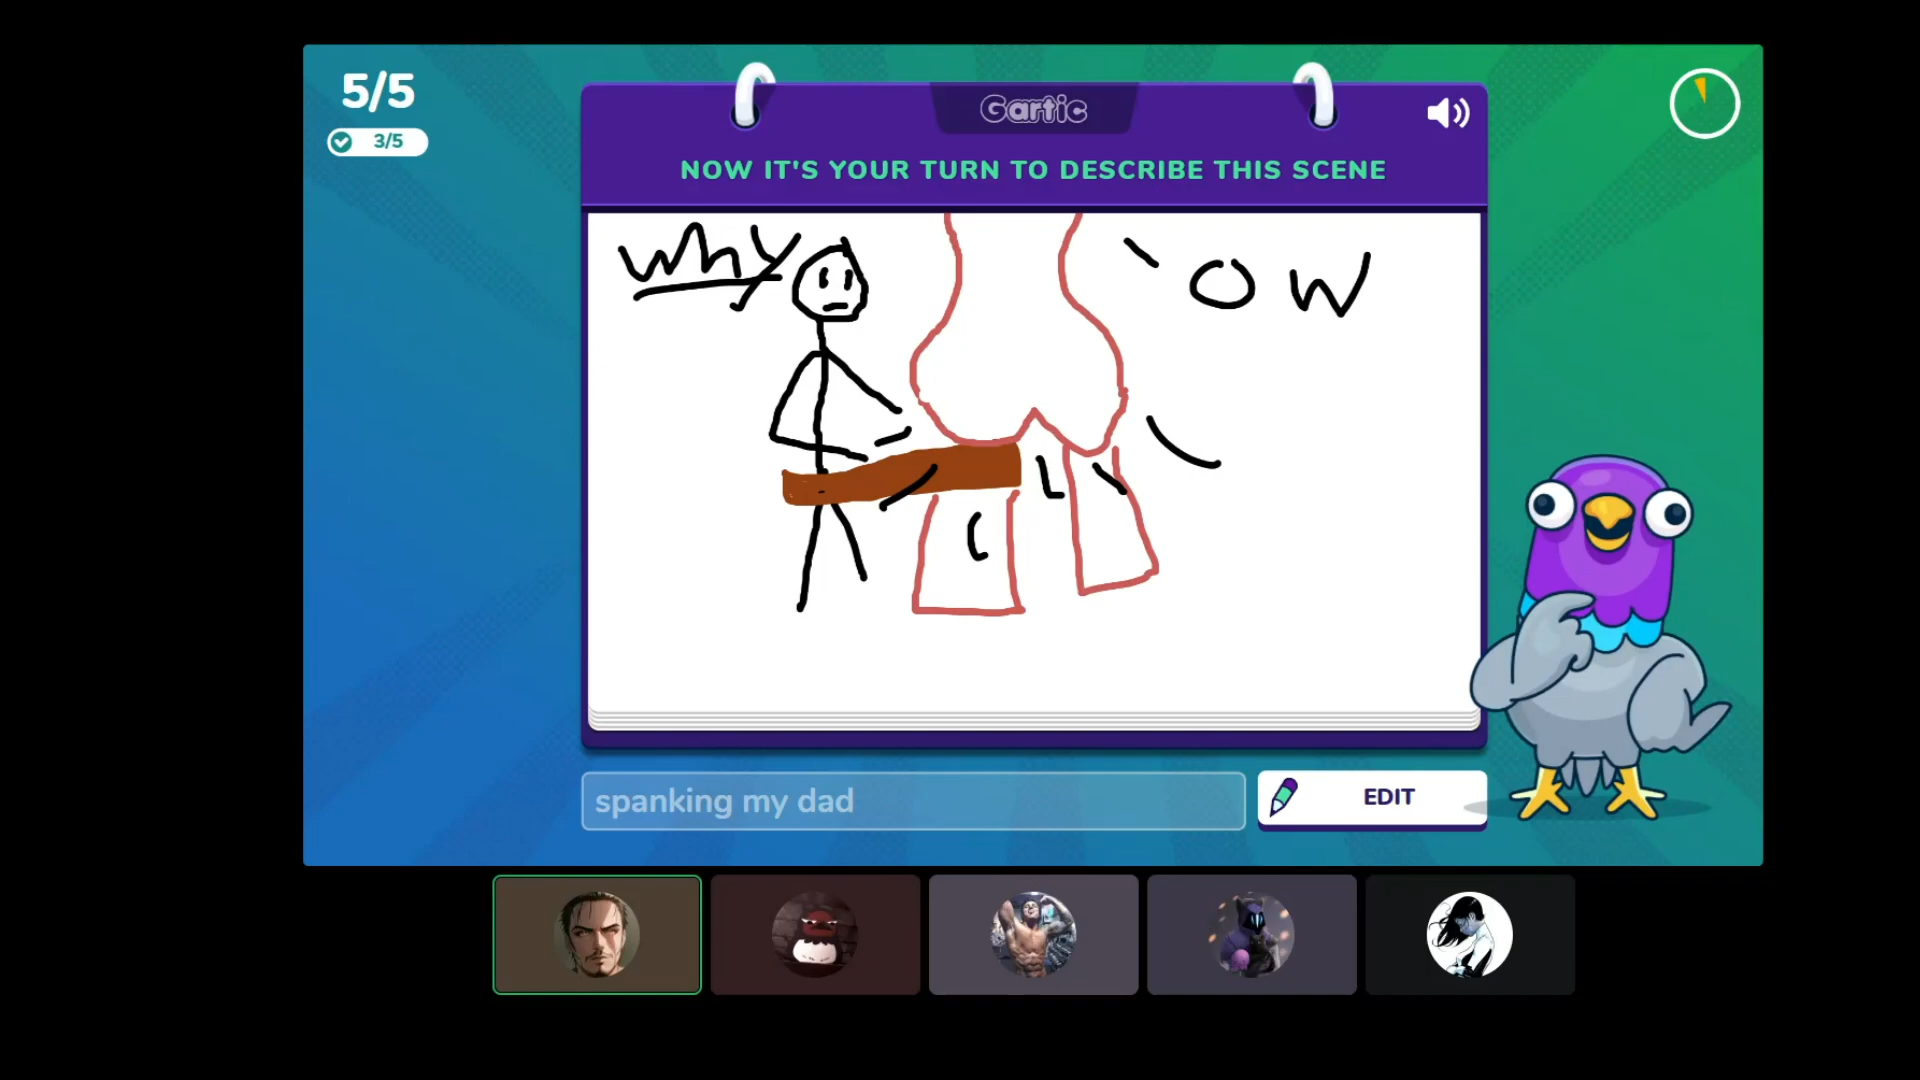 5/5
3/5
Gartic
NOW IT'S YOUR TURN TO DESCRIBE THIS SCENE
why
OW
spanking my dad
EDIT